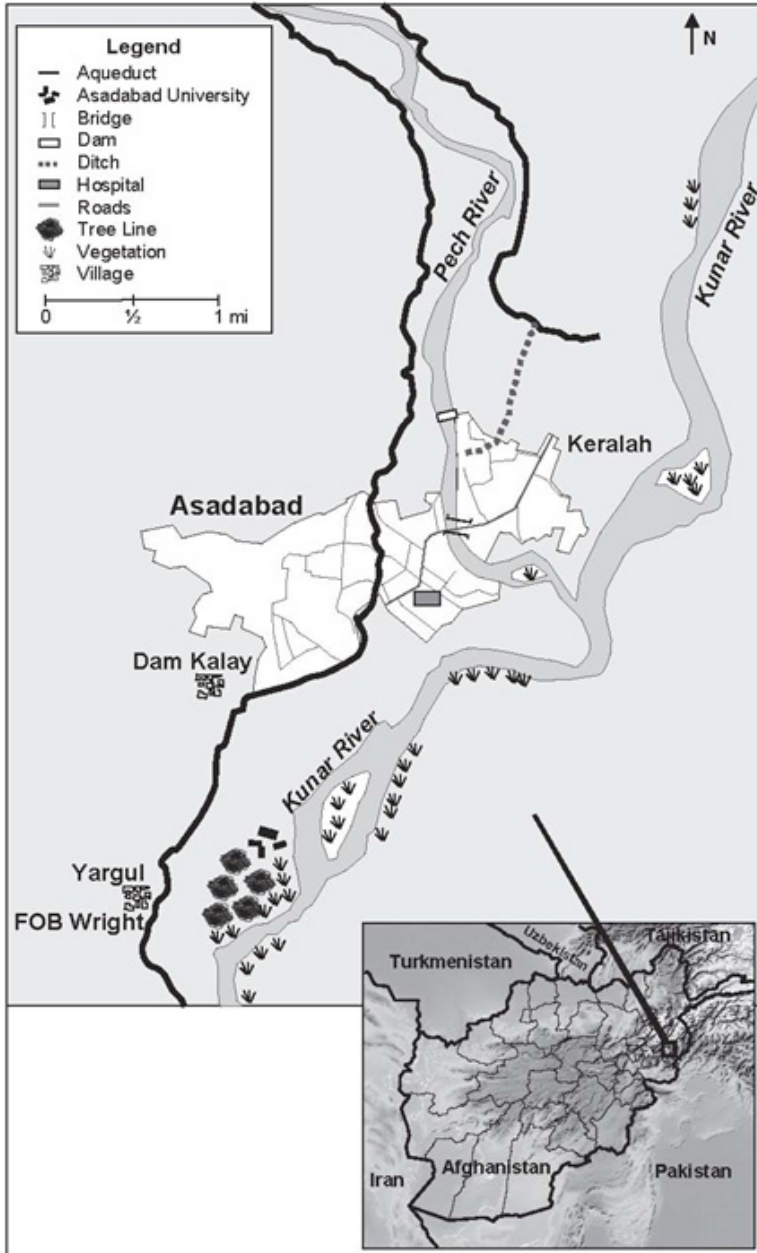 Legend
Aqueduct
Asadabad University
Bridge
Dam
Ditch
Hospital
Roads
Tree Line
Vegetation
Village
0 ½ 1 mi
N
Pech River
Kunar River
Keralah
Asadabad
Dam Kalay
Kunar River
Yargul
FOB Wright
Uzbekistan
Tajikistan
Turkmenistan
Iran
Afghanistan
Pakistan